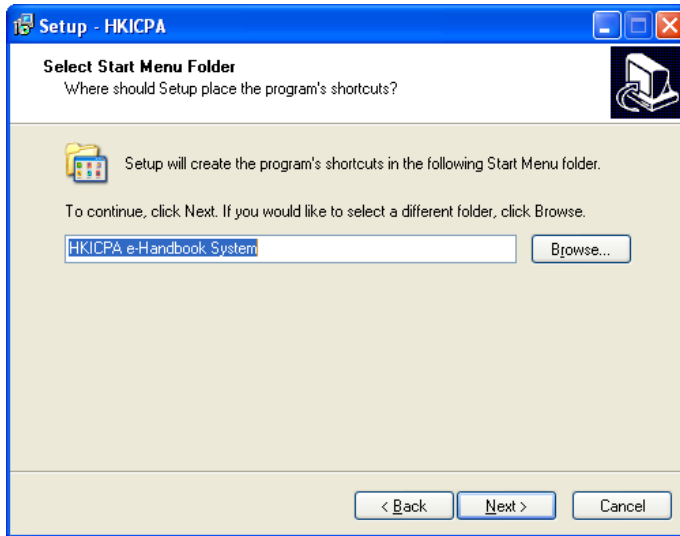 Setup - HKICPA
Select Start Menu Folder
Where should Setup place the program's shortcuts?
Setup will create the program's shortcuts in the following Start Menu folder.
To continue, click Next. If you would like to select a different folder, click Browse.
HKICPA e-Handbook System
Browse...
< Back
Next >
Cancel